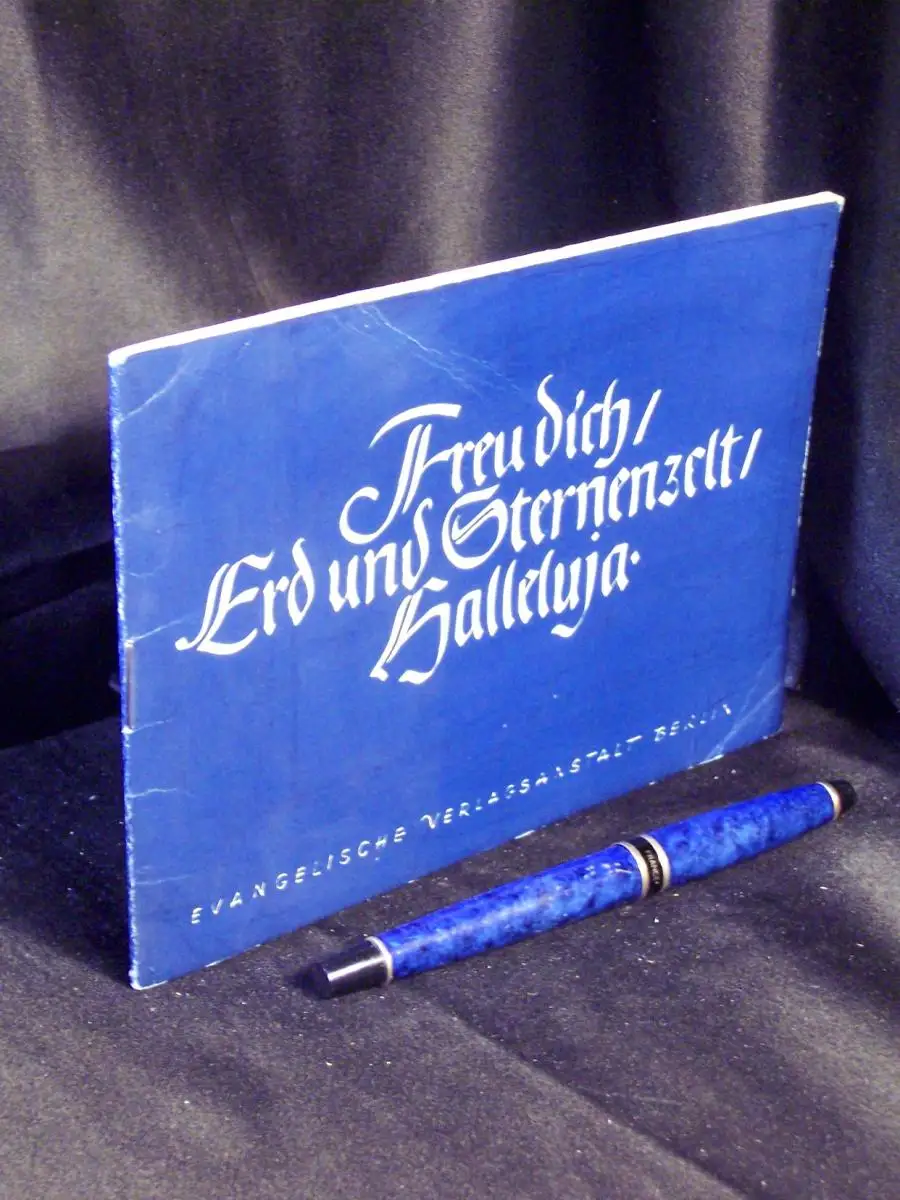 Freu dich/
Erd und Sternenzelt/
Halleluja·
EVANGELISCHE VERLAGSANSTALT BERLIN